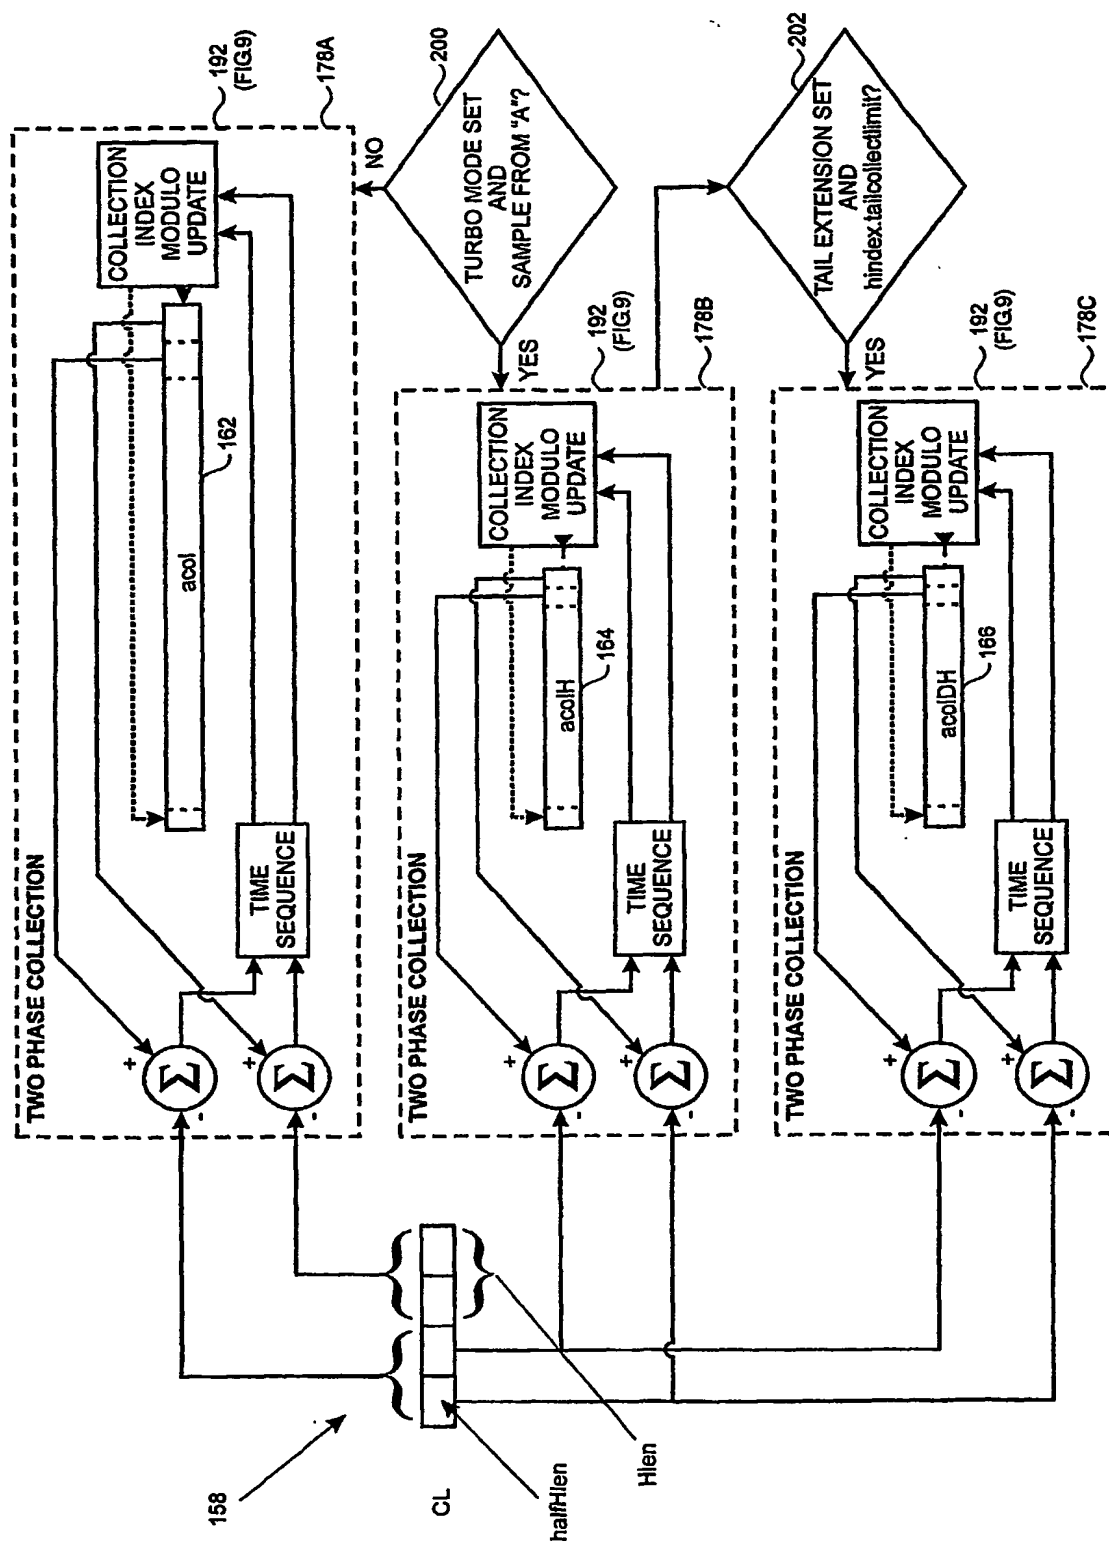 TWO PHASE COLLECTION
192
(FIG.9)
178A
COLLECTION
INDEX
MODULO
UPDATE
acol
162
TIME
SEQUENCE
Σ
+
-
Σ
+
-
NO
200
TURBO MODE SET
AND
SAMPLE FROM "A"?
YES
TWO PHASE COLLECTION
192
(FIG.9)
178B
COLLECTION
INDEX
MODULO
UPDATE
acolH
164
TIME
SEQUENCE
Σ
+
-
Σ
+
-
202
TAIL EXTENSION SET
AND
hindex.tailcollectlimit?
YES
TWO PHASE COLLECTION
192
(FIG.9)
178C
COLLECTION
INDEX
MODULO
UPDATE
acolDH
166
TIME
SEQUENCE
Σ
+
-
Σ
+
-
158
CL
halfHlen
Hlen